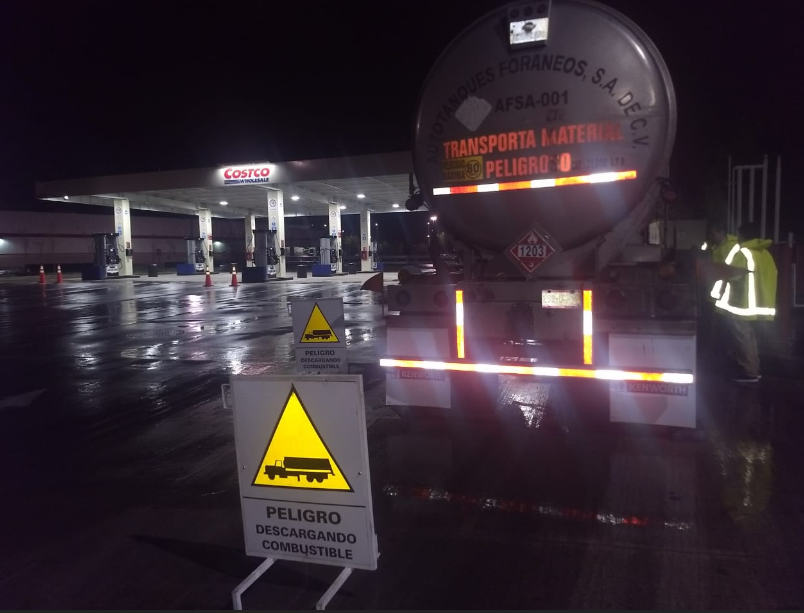 AUTOTANQUES FORANEOS, S.A. DE C.V.
AFSA-001
TRANSPORTA MATERIAL
PELIGROSO
80
1203
COSTCO
WHOLESALE
PELIGRO
DESCARGANDO
COMBUSTIBLE
KENWORTH
KENWORTH
PELIGRO
DESCARGANDO
COMBUSTIBLE